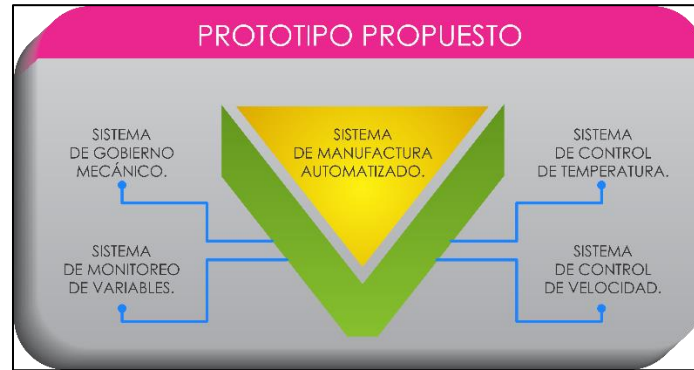 PROTOTIPO PROPUESTO
SISTEMA
DE GOBIERNO
MECÁNICO.
SISTEMA
DE MANUFACTURA
AUTOMATIZADO.
SISTEMA
DE CONTROL
DE TEMPERATURA.
SISTEMA
DE MONITOREO
DE VARIABLES.
SISTEMA
DE CONTROL
DE VELOCIDAD.